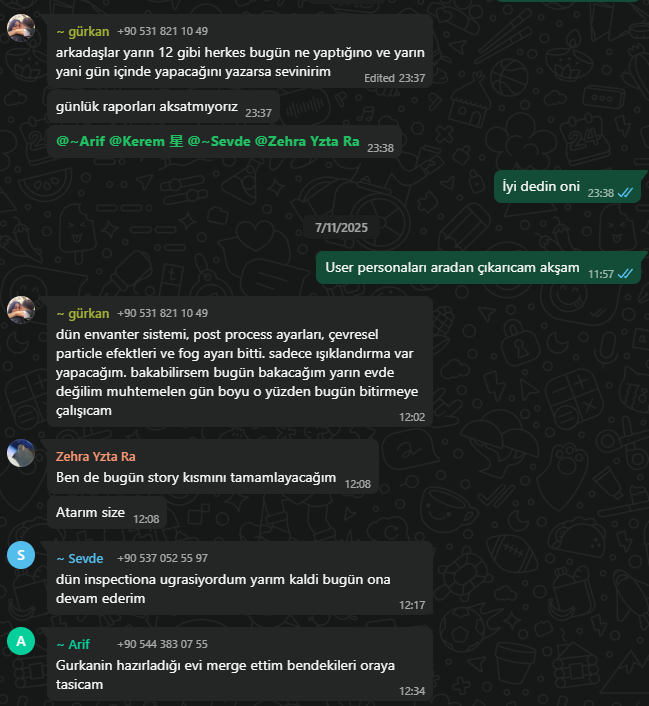 ~ gürkan +90 531 821 10 49
arkadaşlar yarın 12 gibi herkes bugün ne yaptığıno ve yarın
yani gün içinde yapacağını yazarsa sevinirim
Edited 23:37
günlük raporları aksatmıyorız 23:37
@~Arif @Kerem 星 @~Sevde @Zehra Yzta Ra 23:38
İyi dedin oni 23:38
7/11/2025
User personaları aradan çıkarıcam akşam 11:57
~ gürkan +90 531 821 10 49
dün envanter sistemi, post process ayarları, çevresel
particle efektleri ve fog ayarı bitti. sadece ışıklandırma var
yapacağım. bakabilirsem bugün bakacağım yarın evde
değilim muhtemelen gün boyu o yüzden bugün bitirmeye
çalışıcam
12:02
Zehra Yzta Ra
Ben de bugün story kısmını tamamlayacağım 12:08
Atarım size 12:08
S
~ Sevde +90 537 052 55 97
dün inspectiona ugrasiyordum yarım kaldi bugün ona
devam ederim
12:17
A
~ Arif +90 544 383 07 55
Gurkanin hazırladığı evi merge ettim bendekileri oraya
tasicam
12:34